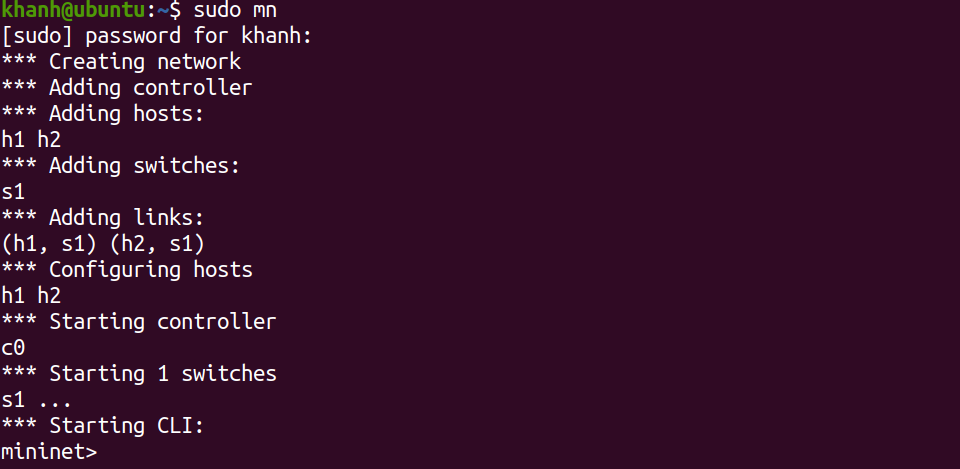 khanh@ubuntu:~$ sudo mn
[sudo] password for khanh:
*** Creating network
*** Adding controller
*** Adding hosts:
h1 h2
*** Adding switches:
s1
*** Adding links:
(h1, s1) (h2, s1)
*** Configuring hosts
h1 h2
*** Starting controller
c0
*** Starting 1 switches
s1 ...
*** Starting CLI:
mininet>